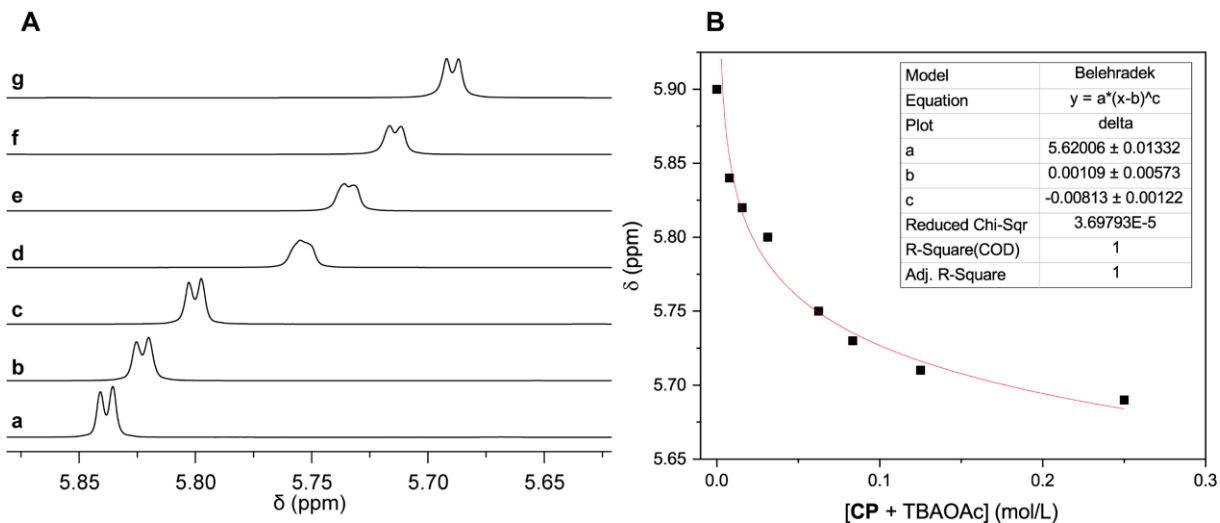 A
g
f
e
d
c
b
a
5.85 5.80 5.75 5.70 5.65
δ (ppm)
B
δ (ppm)
5.90
5.85
5.80
5.75
5.70
5.65
0.0 0.1 0.2 0.3
[CP + TBAOAc] (mol/L)
Model Belehradek
Equation y = a*(x-b)^c
Plot delta
a 5.62006 ± 0.01332
b 0.00109 ± 0.00573
c -0.00813 ± 0.00122
Reduced Chi-Sqr 3.69793E-5
R-Square(COD) 1
Adj. R-Square 1